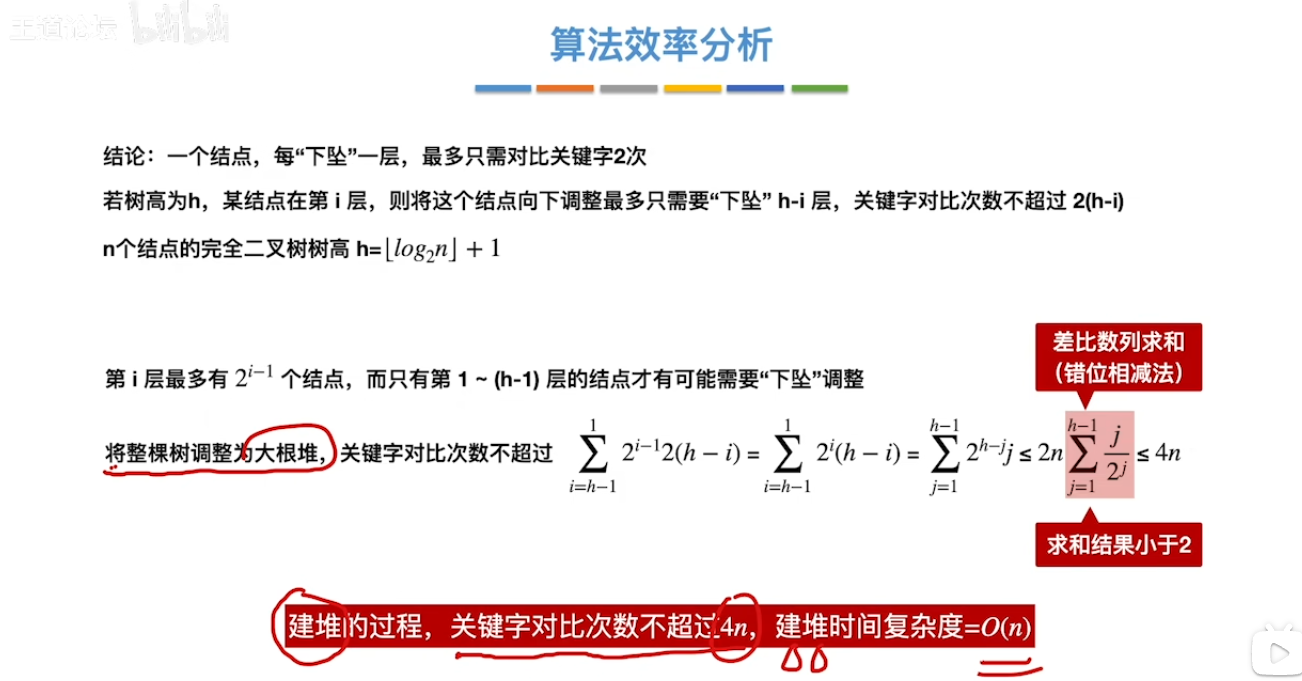 王道论坛 bilibili
算法效率分析
结论：一个结点，每“下坠”一层，最多只需对比关键字2次
若树高为h，某结点在第 i 层，则将这个结点向下调整最多只需要“下坠” h-i 层，关键字对比次数不超过 2(h-i)
n个结点的完全二叉树树高 h=⌊log₂n⌋ + 1
差比数列求和
（错位相减法）
第 i 层最多有 2^{i−1} 个结点，而只有第 1 ~ (h-1) 层的结点才有可能需要“下坠”调整
将整棵树调整为大根堆，关键字对比次数不超过 \sum_{i=h−1}^{1} 2^{i−1}2(h − i) = \sum_{i=h−1}^{1} 2^{i}(h − i) = \sum_{j=1}^{h−1} 2^{h−j}j ≤ 2n \sum_{j=1}^{h−1} \frac{j}{2^{j}} ≤ 4n
求和结果小于2
建堆的过程，关键字对比次数不超过4n，建堆时间复杂度=O(n)